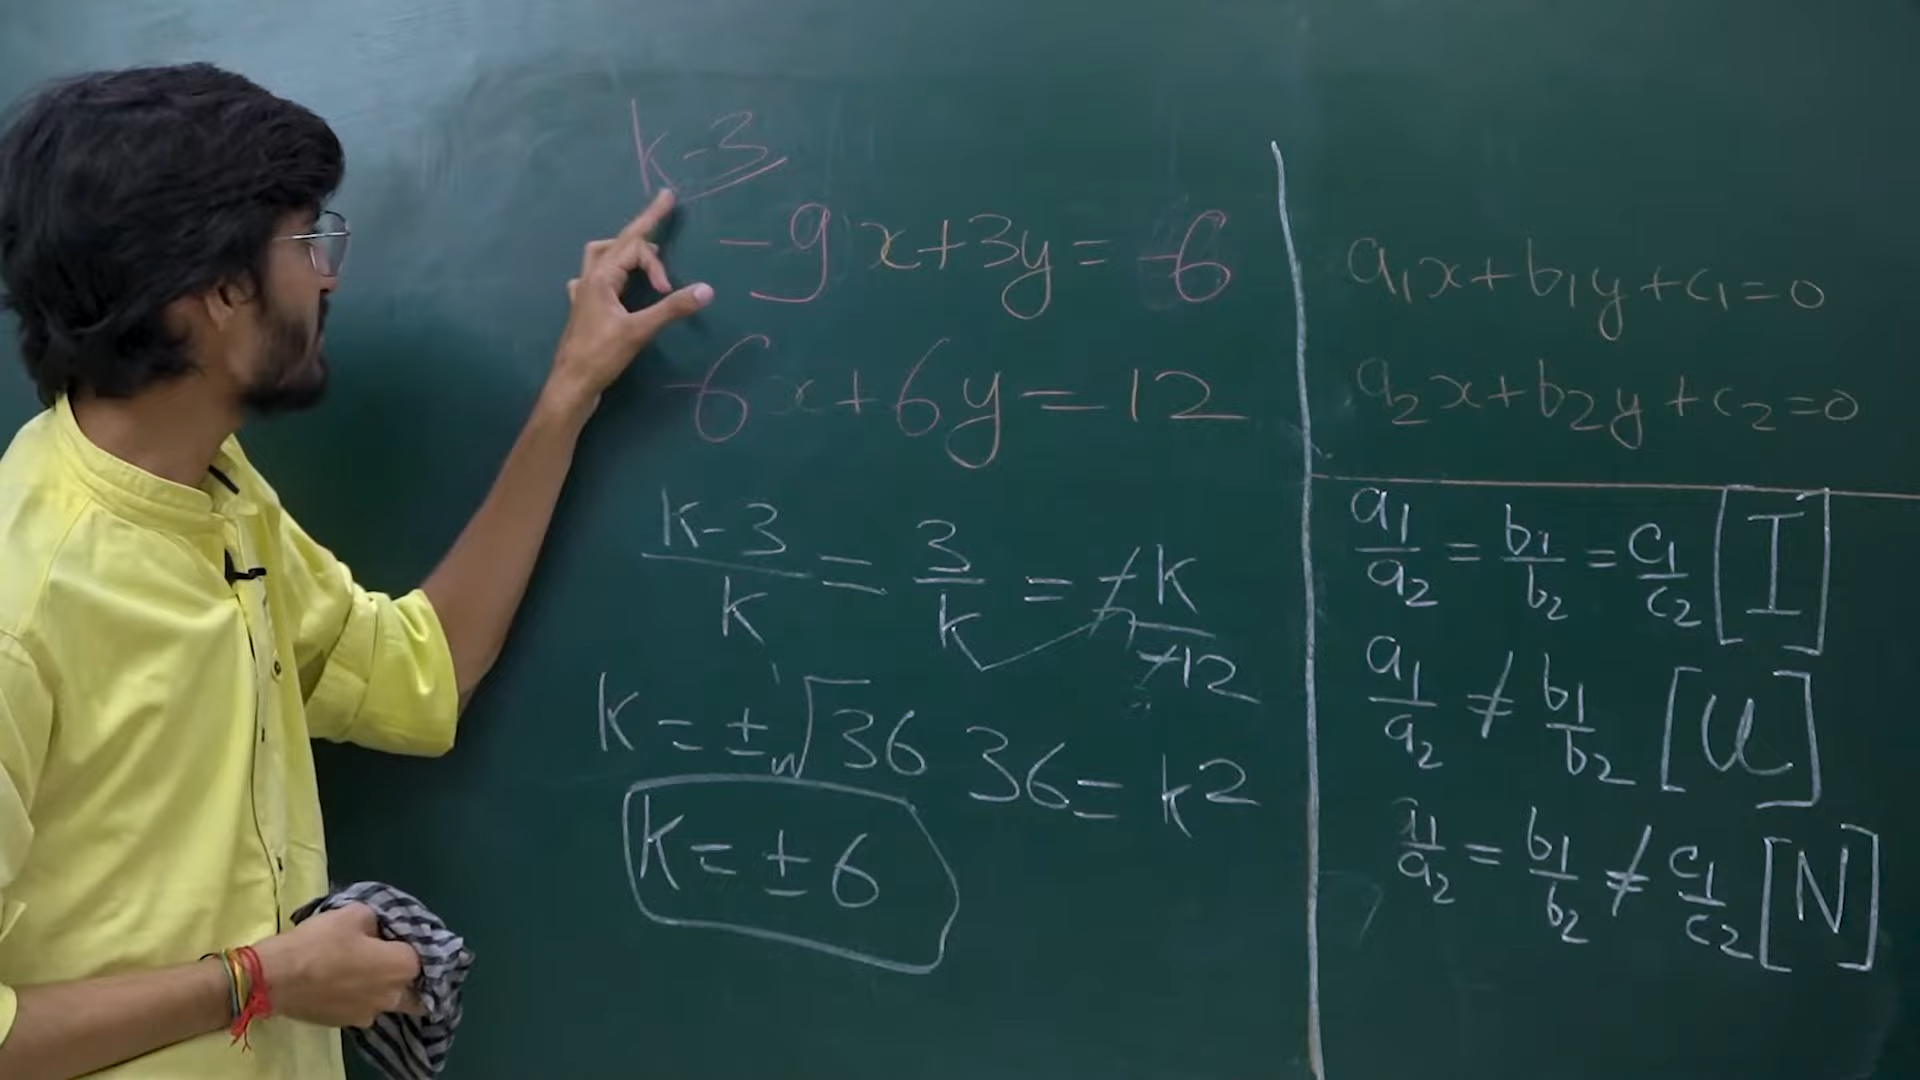 k-3
-9x+3y=-6
-6x+6y=12
k-3/k = 3/k = -k/-12
k=±√36 36=k2
k=±6
a1x+b1y+c1=0
a2x+b2y+c2=0
a1/a2=b1/b2=c1/c2 [I]
a1/a2≠b1/b2 [U]
a1/a2=b1/b2≠c1/c2 [N]